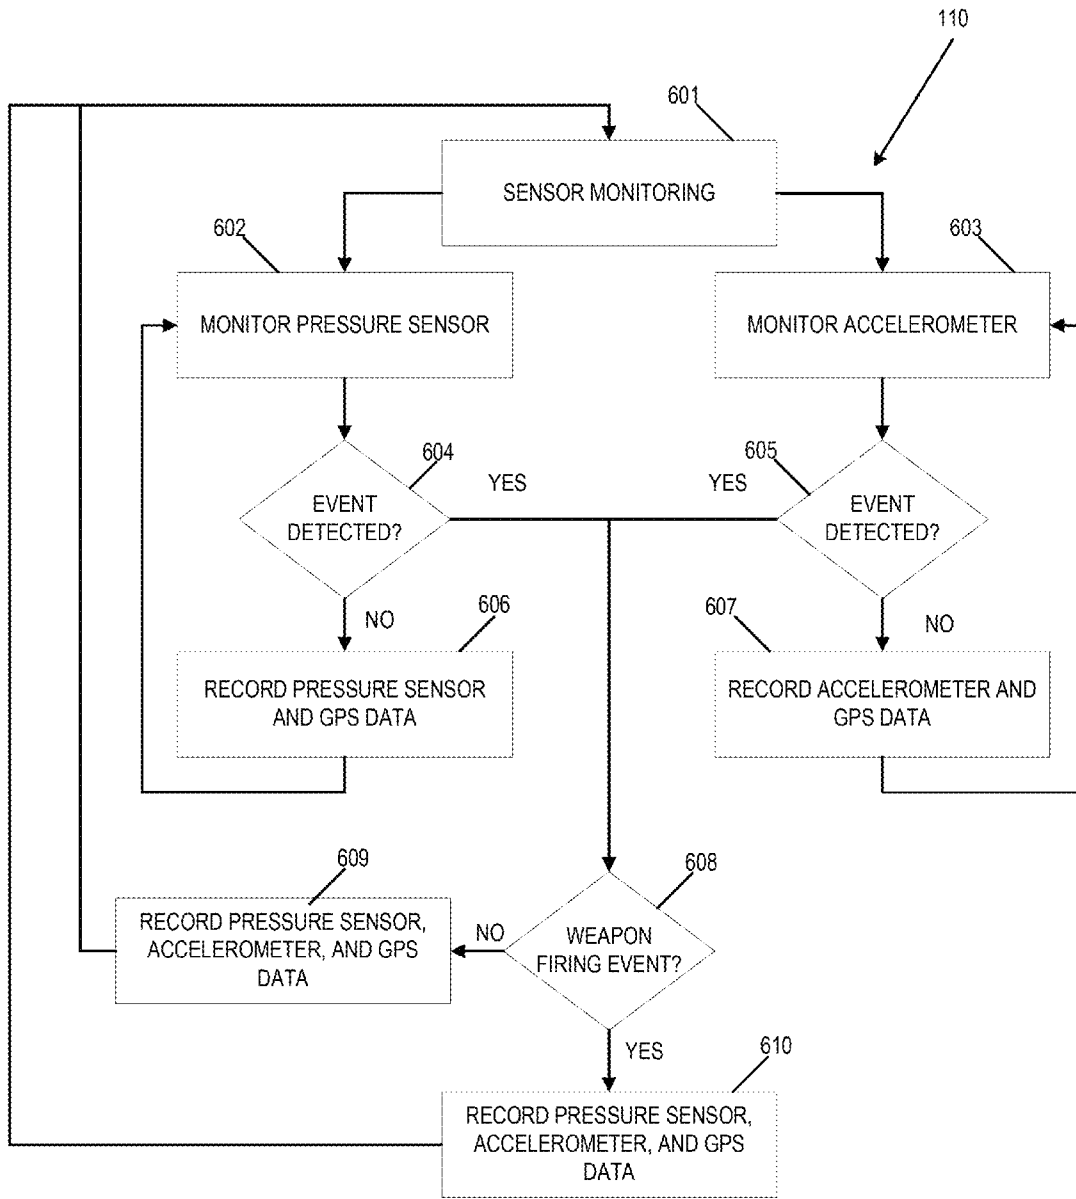 110
601
SENSOR MONITORING
602
603
MONITOR PRESSURE SENSOR
MONITOR ACCELEROMETER
604
605
YES
YES
EVENT
DETECTED?
EVENT
DETECTED?
NO
606
607
NO
RECORD PRESSURE SENSOR
AND GPS DATA
RECORD ACCELEROMETER AND
GPS DATA
609
608
RECORD PRESSURE SENSOR,
ACCELEROMETER, AND GPS
DATA
NO
WEAPON
FIRING EVENT?
YES
610
RECORD PRESSURE SENSOR,
ACCELEROMETER, AND GPS
DATA